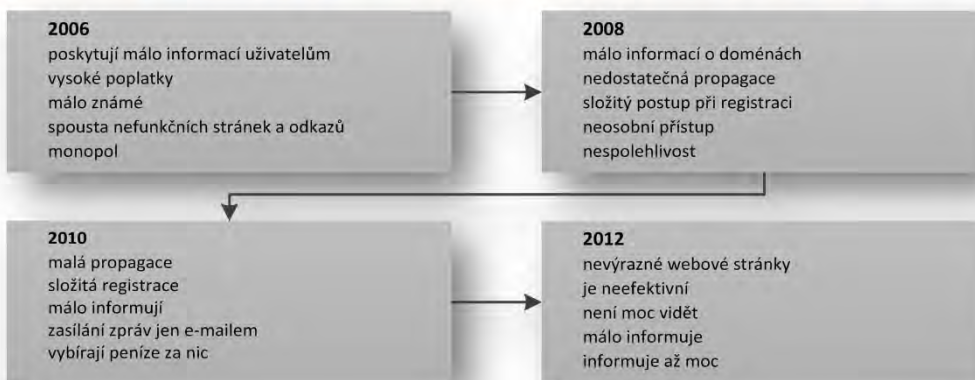 2006
poskytují málo informací uživatelům
vysoké poplatky
málo známé
spousta nefunkčních stránek a odkazů
monopol
2008
málo informací o doménách
nedostatečná propagace
složitý postup při registraci
neosobní přístup
nespolehlivost
2010
malá propagace
složitá registrace
málo informují
zasílání zpráv jen e-mailem
vybírají peníze za nic
2012
nevýrazné webové stránky
je neefektivní
není moc vidět
málo informuje
informuje až moc